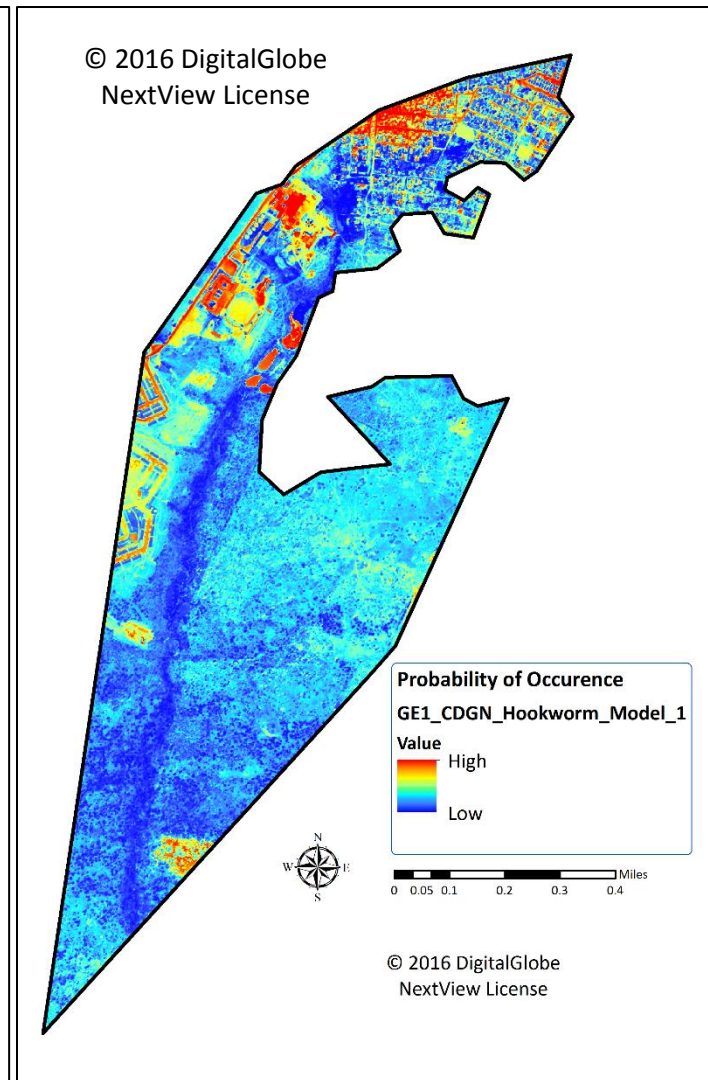 © 2016 DigitalGlobe
NextView License
Probability of Occurence
GE1_CDGN_Hookworm_Model_1
Value
High
Low
N
W E
S
Miles
0 0.05 0.1 0.2 0.3 0.4
© 2016 DigitalGlobe
NextView License